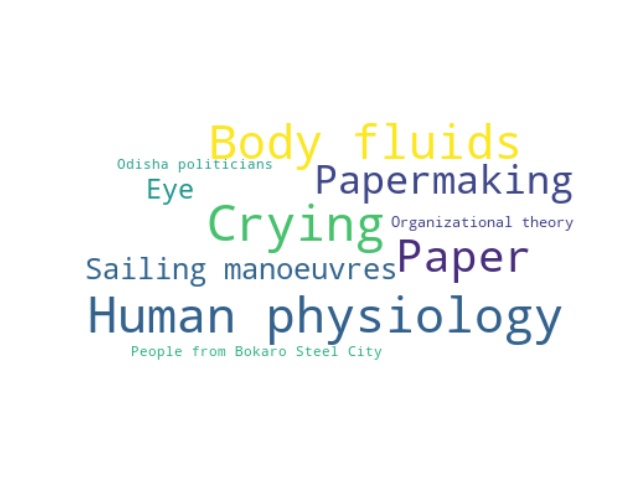 Body fluids
Odisha politicians
Papermaking
Eye
Crying
Organizational theory
Paper
Sailing manoeuvres
Human physiology
People from Bokaro Steel City